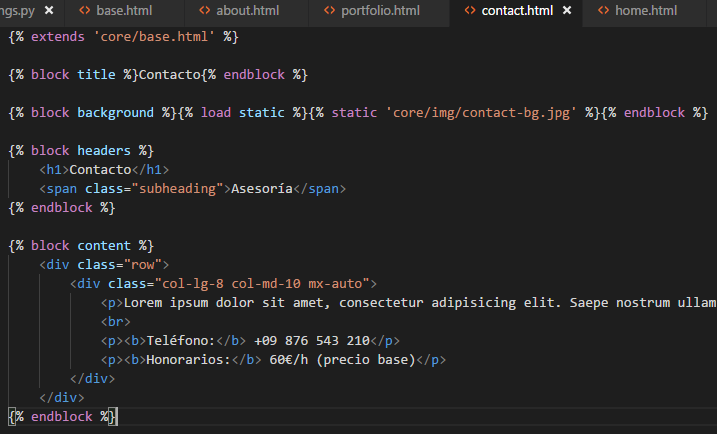 ngs.py × <> base.html <> about.html <> portfolio.html <> contact.html × <> home.html
{% extends 'core/base.html' %}
{% block title %}Contacto{% endblock %}
{% block background %}{% load static %}{% static 'core/img/contact-bg.jpg' %}{% endblock %}
{% block headers %}
<h1>Contacto</h1>
<span class="subheading">Asesoría</span>
{% endblock %}
{% block content %}
<div class="row">
<div class="col-lg-8 col-md-10 mx-auto">
<p>Lorem ipsum dolor sit amet, consectetur adipisicing elit. Saepe nostrum ullam
<br>
<p><b>Teléfono:</b> +09 876 543 210</p>
<p><b>Honorarios:</b> 60€/h (precio base)</p>
</div>
</div>
{% endblock %}